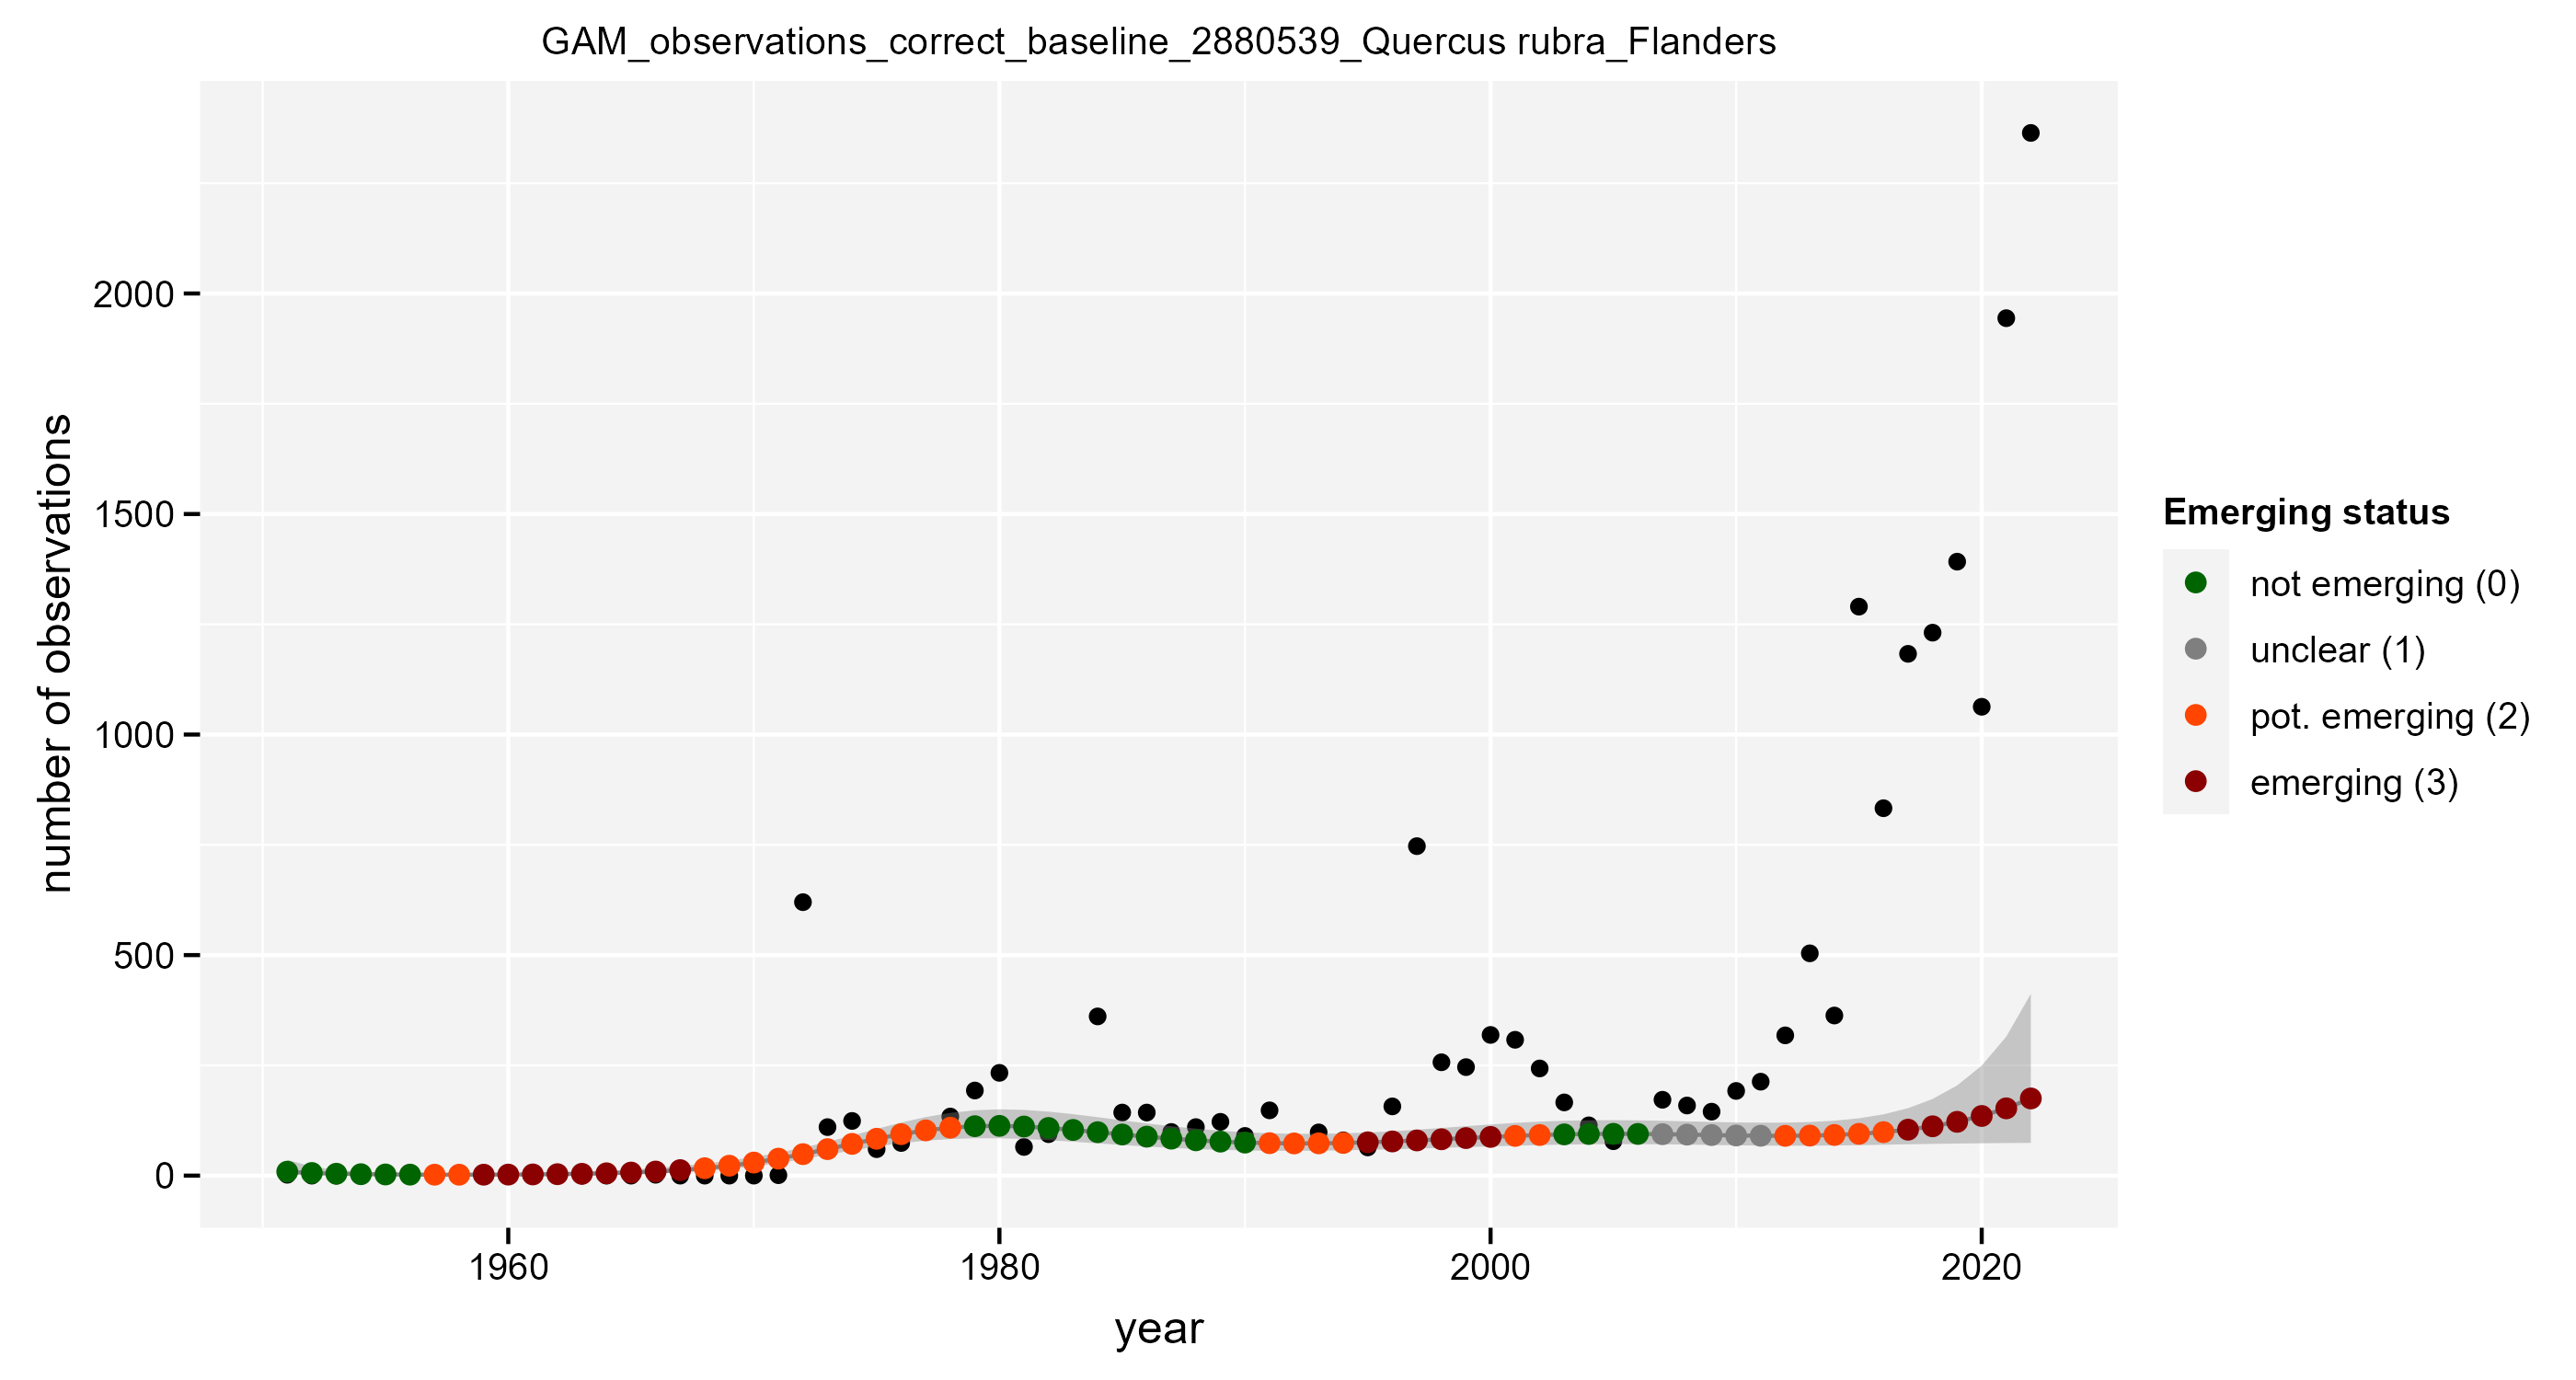 GAM_observations_correct_baseline_2880539_Quercus rubra_Flanders
number of observations
2000
1500
1000
500
0
1960
1980
2000
2020
year
Emerging status
not emerging (0)
unclear (1)
pot. emerging (2)
emerging (3)